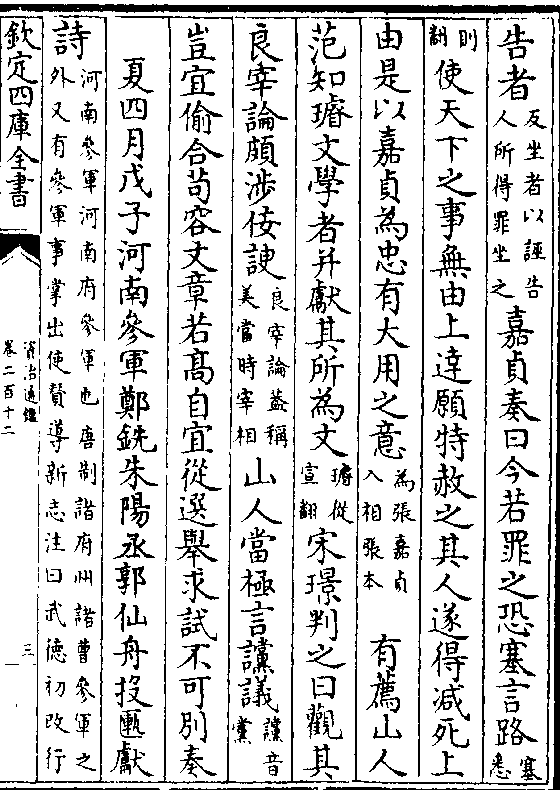 告者反坐者以誣告人所得罪坐之嘉貞奏曰今若罪之恐塞言路塞悉
則翻使天下之事無由上達願特赦之其人遂得減死上
由是以嘉貞為忠有大用之意為張嘉貞入相張本有薦山人
范知璿文學者并獻其所為文璿從宣翻宋璟判之曰觀其
良宰論頗涉佞諛良宰論蓋稱美當時宰相山人當極言讜議讜音黨
豈宜偷合苟容文章若高自宜從選舉求試不可別奏
夏四月戊子河南參軍鄭銑朱陽丞郭仙舟投匭獻
詩河南參軍河南府參軍也唐制諸府州諸曹參軍之外又有參軍事掌出使贊導新志注曰武德初改行
欽定四庫全書
資治通鑑
卷二百十二
三